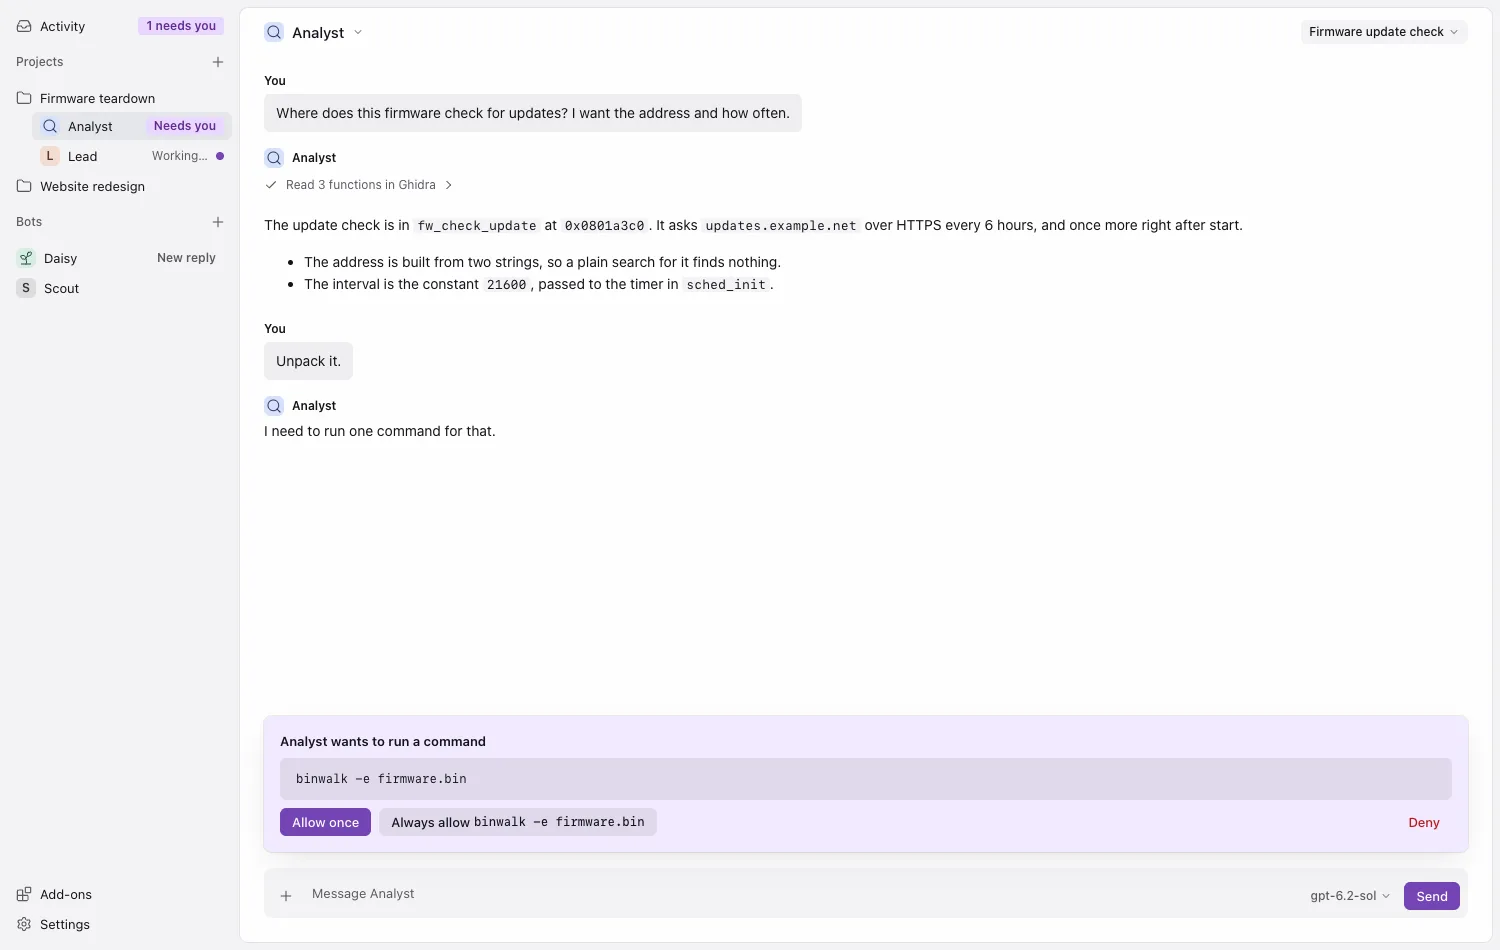 Activity
1 needs you
Projects
Firmware teardown
Analyst
Needs you
L
Lead
Working...
Website redesign
Bots
Daisy
New reply
S
Scout
Add-ons
Settings
Analyst
Firmware update check
You
Where does this firmware check for updates? I want the address and how often.
Analyst
Read 3 functions in Ghidra
The update check is in fw_check_update at 0x0801a3c0. It asks updates.example.net over HTTPS every 6 hours, and once more right after start.
• The address is built from two strings, so a plain search for it finds nothing.
• The interval is the constant 21600, passed to the timer in sched_init.
You
Unpack it.
Analyst
I need to run one command for that.
Analyst wants to run a command
binwalk -e firmware.bin
Allow once
Always allow binwalk -e firmware.bin
Deny
Message Analyst
gpt-6.2-sol
Send